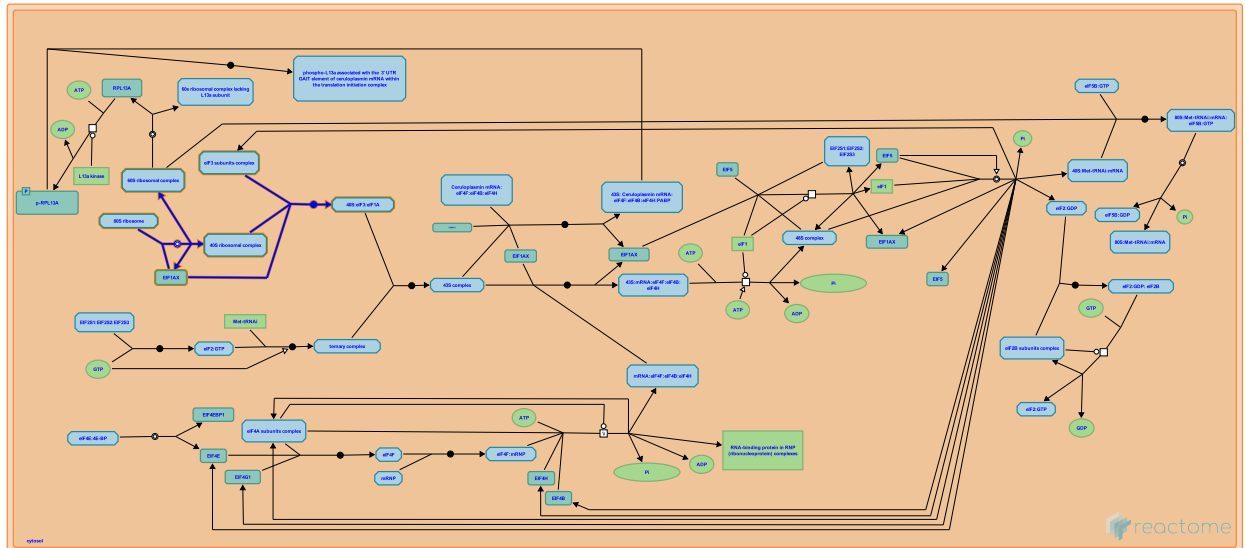 phospho-L13a associated wth the 3' UTR
GAIT element of ceruloplasmin mRNA within
the translation initiation complex
ATP
RPL13A
60s ribosomal complex lacking
L13a subunit
eIF5B:GTP
80S:Met-tRNAi:mRNA:
eIF5B:GTP
ADP
Pi
EIF2S1:EIF2S2:
EIF2S3
EIF5
eIF3 subunits complex
L13a kinase
60S ribosomal complex
EIF5
48S:Met-tRNAi:mRNA
P
p-RPL13A
Ceruloplasmin mRNA:
eIF4F:eIF4B:eIF4H
43S: Ceruloplasmin mRNA:
eIF4F:eIF4B:eIF4H:PABP
eIF1
40S:eIF3:eIF1A
eIF2:GDP
eIF5B:GDP
Pi
80S ribosome
40S ribosomal complex
48S complex
EIF1AX
80S:Met-tRNAi:mRNA
eIF1
EIF1AX
EIF1AX
ATP
EIF1AX
EIF5
43S complex
43S:mRNA:eIF4F:eIF4B:
eIF4H
Pi
eIF2:GDP: eIF2B
ATP
ADP
GTP
EIF2S1:EIF2S2:EIF2S3
Met-tRNAi
eIF2:GTP
ternary complex
eIF2B subunits complex
GTP
mRNA:eIF4F:eIF4B:eIF4H
eIF2:GTP
GDP
EIF4EBP1
ATP
eIF4E:4E-BP
eIF4A subunits complex
EIF4E
eIF4F
eIF4F:mRNP
RNA-binding protein in RNP
(ribonucleoprotein) complexes
ADP
Pi
EIF4G1
mRNP
EIF4H
EIF4B
reactome
cytosol